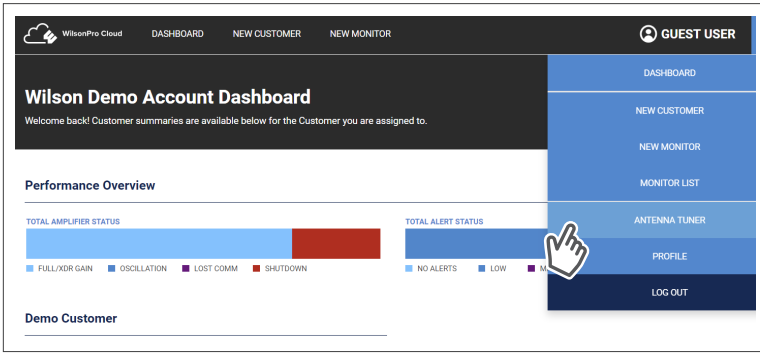 WilsonPro Cloud DASHBOARD NEW CUSTOMER NEW MONITOR GUEST USER
Wilson Demo Account Dashboard
Welcome back! Customer summaries are available below for the Customer you are assigned to.
DASHBOARD
NEW CUSTOMER
NEW MONITOR
MONITOR LIST
ANTENNA TUNER
PROFILE
LOG OUT
Performance Overview
TOTAL AMPLIFIER STATUS
FULL/XDR GAIN OSCILLATION LOST COMM SHUTDOWN
TOTAL ALERT STATUS
NO ALERTS LOW M
Demo Customer